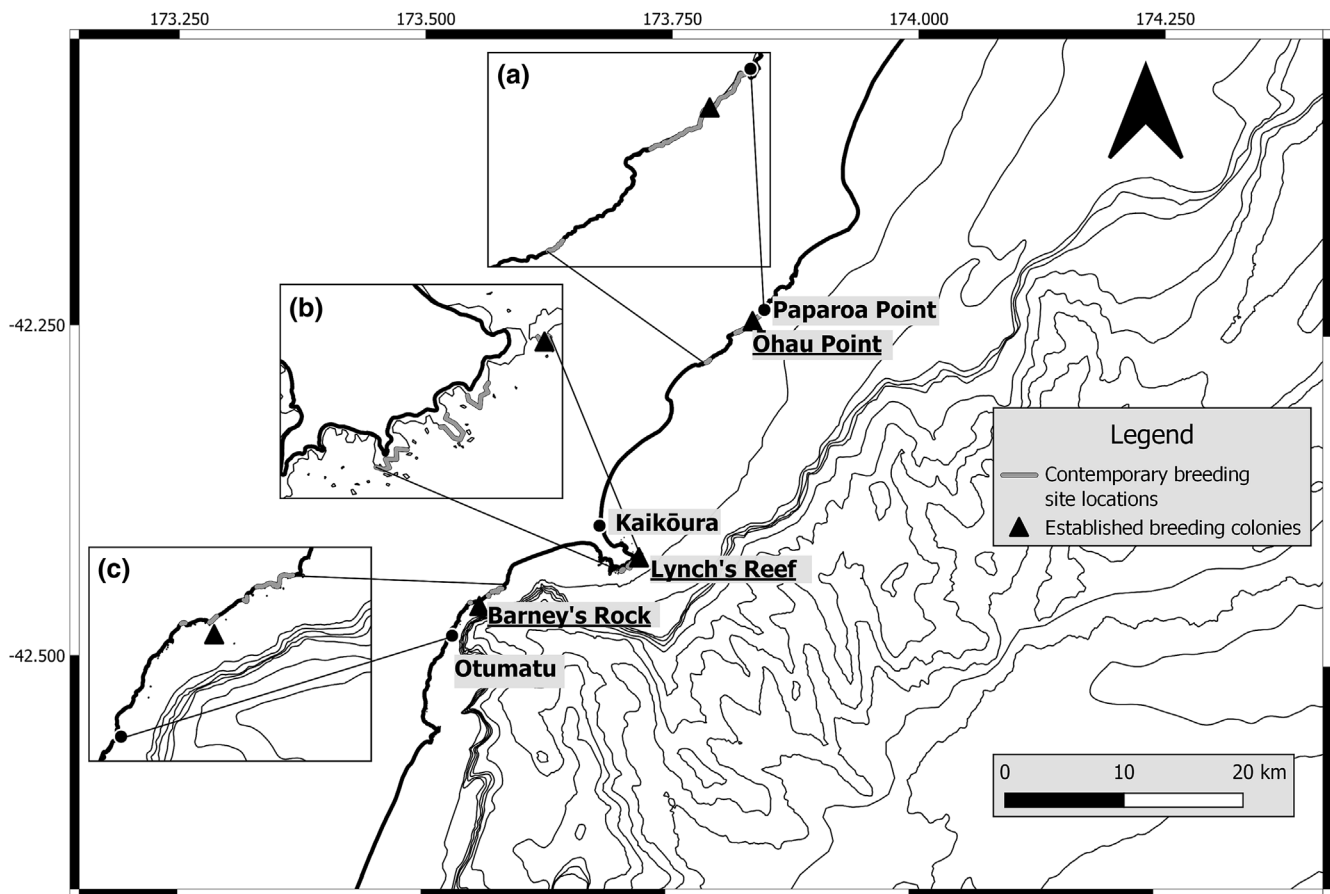 173.250
173.500
173.750
174.000
174.250
(a)
-42.250
Paparoa Point
Ōhau Point
(b)
Legend
Contemporary breeding
site locations
Established breeding colonies
Kaikōura
Lynch's Reef
(c)
Barney's Rock
-42.500
Otumatu
0 10 20 km